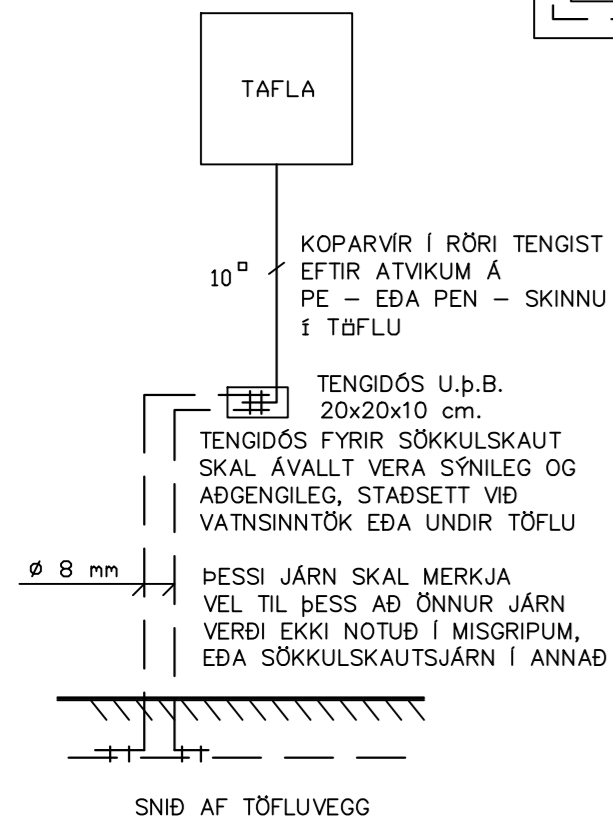 TAFLA
10▫
KOPARVÍR Í RÖRI TENGIST
EFTIR ATVIKUM Á
PE – EÐA PEN – SKINNU
í TÖFLU
TENGIDÓS U.þ.B.
20x20x10 cm.
TENGIDÓS FYRIR SÖKKULSKAUT
SKAL ÁVALLT VERA SÝNILEG OG
AÐGENGILEG, STAÐSETT VIÐ
VATNSINNTÖK EÐA UNDIR TÖFLU
ø 8 mm
ÞESSI JÁRN SKAL MERKJA
VEL TIL þESS AÐ ÖNNUR JÁRN
VERÐI EKKI NOTUÐ Í MISGRIPUM,
EÐA SÖKKULSKAUTSJÁRN Í ANNAÐ
SNIÐ AF TÖFLUVEGG